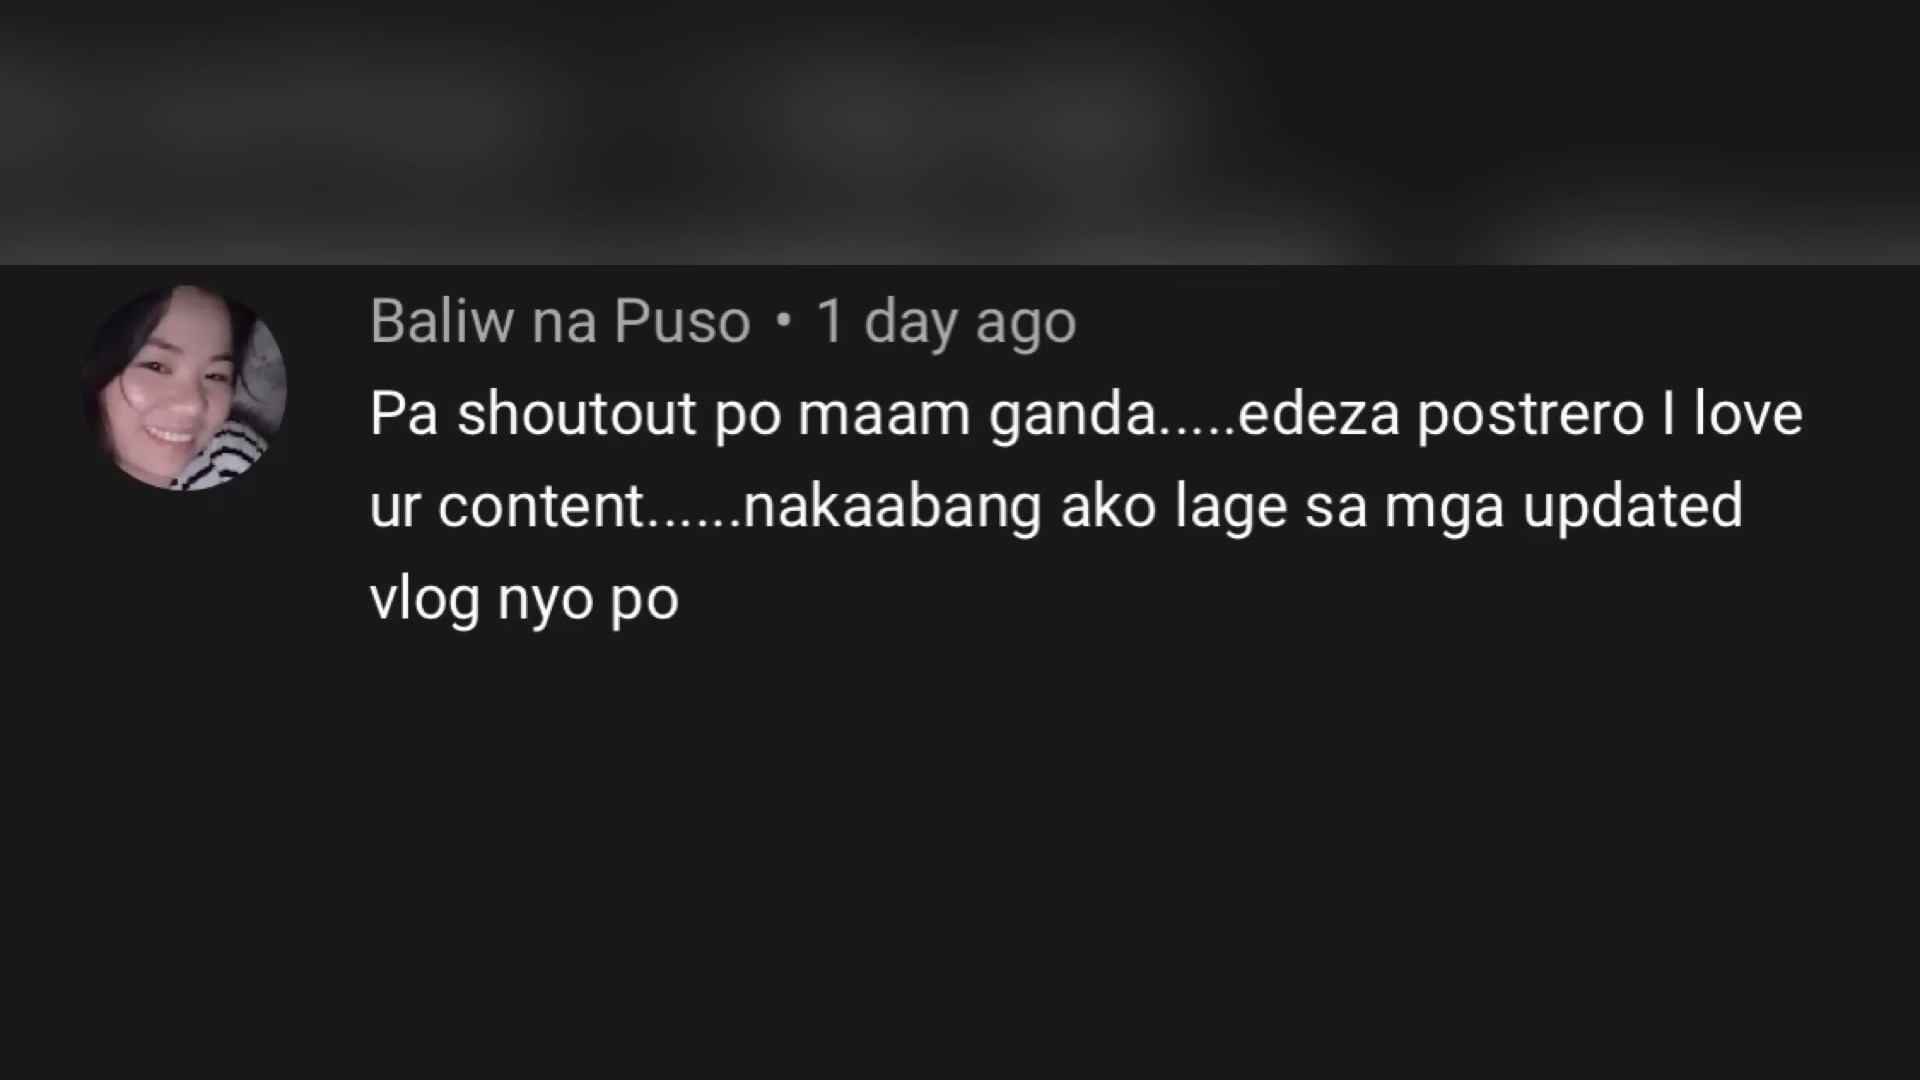 Baliw na Puso • 1 day ago
Pa shoutout po maam ganda.....edeza postrero I love
ur content......nakaabang ako lage sa mga updated
vlog nyo po